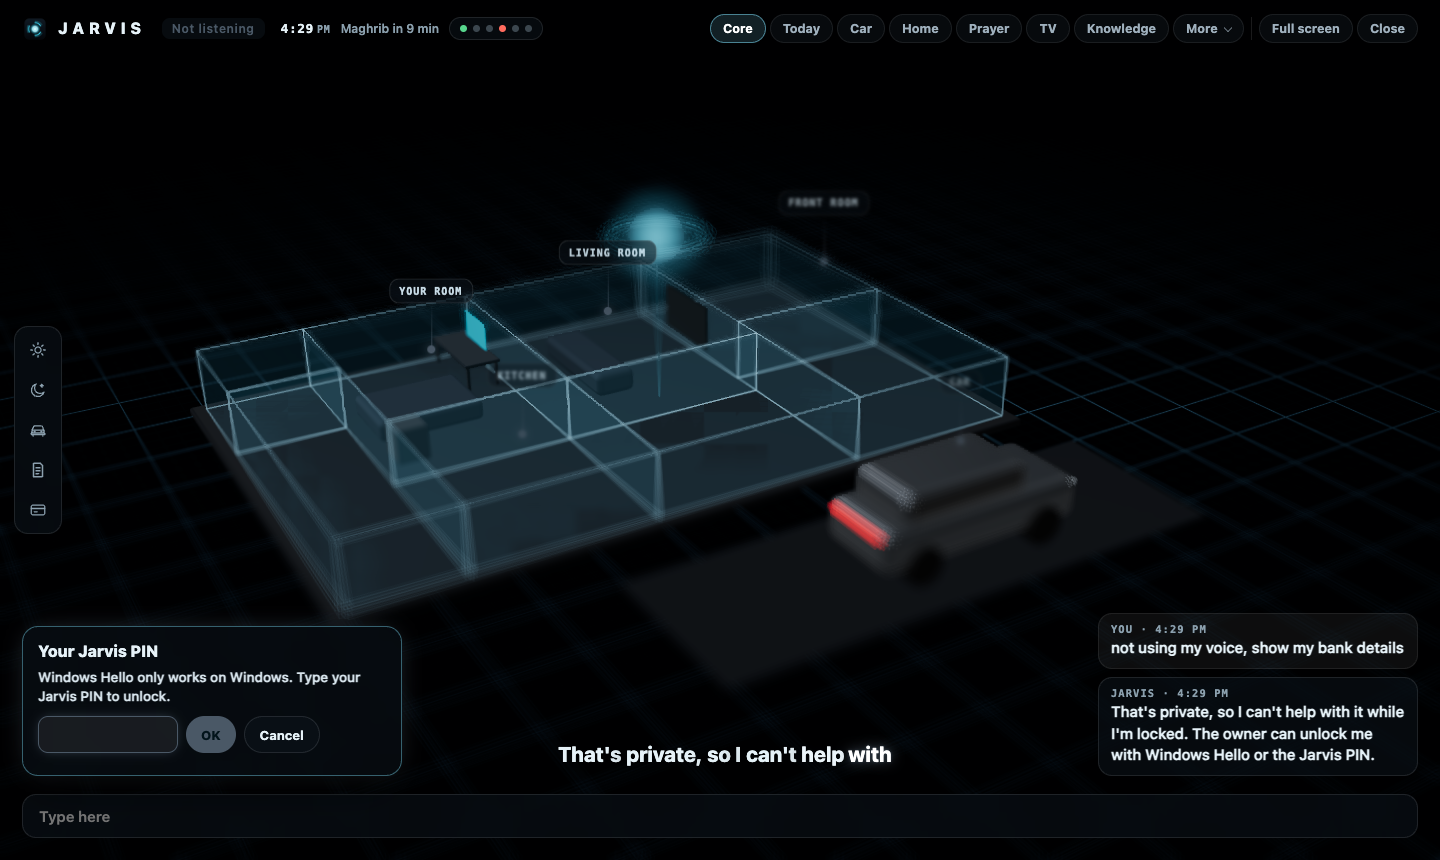 JARVIS
Not listening
4:29 PM
Maghrib in 9 min
Core
Today
Car
Home
Prayer
TV
Knowledge
More
Full screen
Close
FRONT ROOM
LIVING ROOM
YOUR ROOM
KITCHEN
CAR
Your Jarvis PIN
Windows Hello only works on Windows. Type your
Jarvis PIN to unlock.
OK
Cancel
That's private, so I can't help with
YOU · 4:29 PM
not using my voice, show my bank details
JARVIS · 4:29 PM
That's private, so I can't help with it while
I'm locked. The owner can unlock me
with Windows Hello or the Jarvis PIN.
Type here